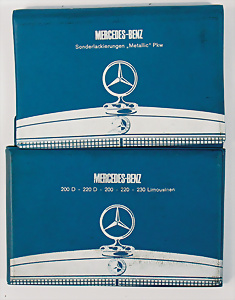 MERCEDES-BENZ
Sonderlackierungen „Metallic" Pkw
MERCEDES-BENZ
200 D - 220 D - 200 - 220 - 230 Limousinen